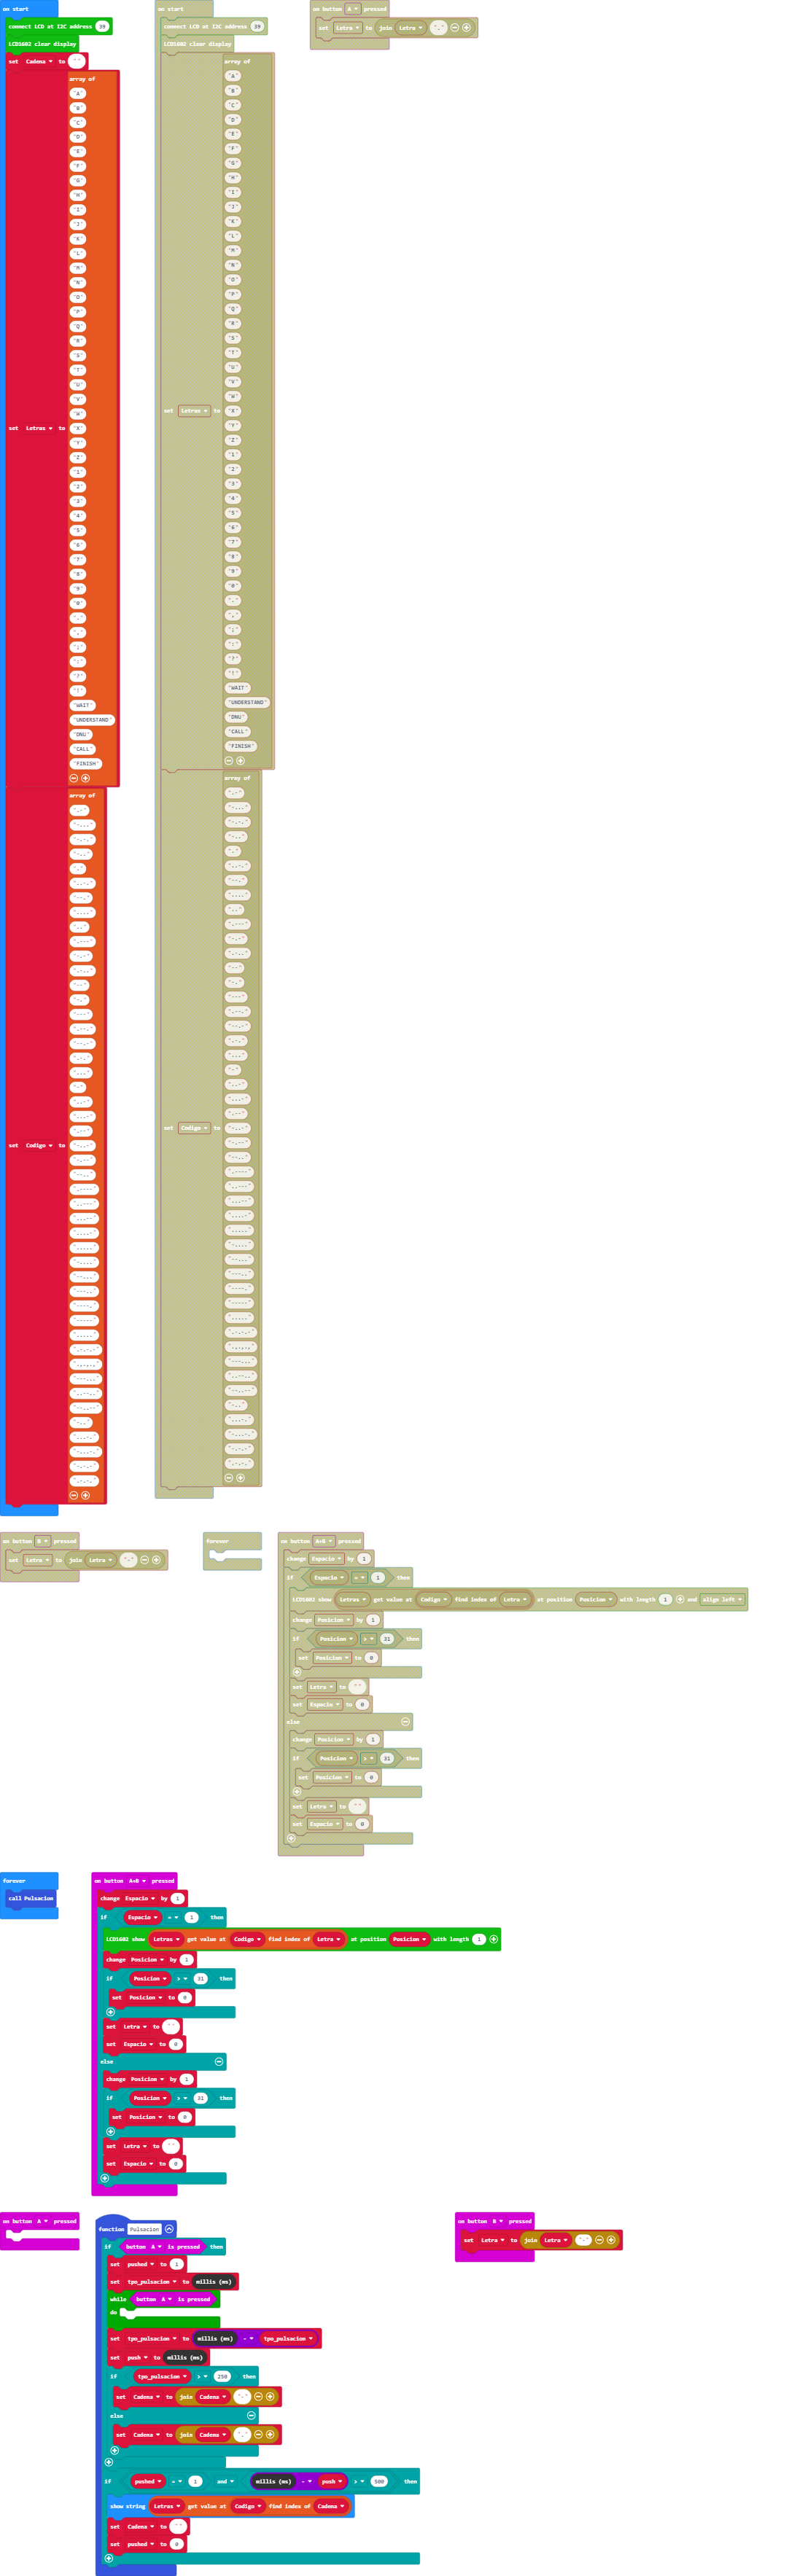 on start
connect LCD at I2C address 39
LCD1602 clear display
set Cadena to ""
set Letras to
array of
"A"
"B"
"C"
"D"
"E"
"F"
"G"
"H"
"I"
"J"
"K"
"L"
"M"
"N"
"O"
"P"
"Q"
"R"
"S"
"T"
"U"
"V"
"W"
"X"
"Y"
"Z"
"1"
"2"
"3"
"4"
"5"
"6"
"7"
"8"
"9"
"0"
"."
","
";"
":"
"?"
"!"
"WAIT"
"UNDERSTAND"
"DNU"
"CALL"
"FINISH"
set Codigo to
array of
".-"
"-..."
"-.-."
"-.."
"."
"..-."
"--."
"...."
".."
".---"
"-.-"
".-.."
"--"
"-."
"---"
".--."
"--.-"
".-."
"..."
"-"
"..-"
"...-"
".--"
"-..-"
"-.--"
"--.."
".----"
"..---"
"...--"
"....-"
"....."
"-...."
"--..."
"---.."
"----."
"-----"
"....."
".-.-.-"
"---..."
"..--.."
"--..--"
on start
connect LCD at I2C address 39
LCD1602 clear display
set Letras to
array of
"A"
"B"
"C"
"D"
"E"
"F"
"G"
"H"
"I"
"J"
"K"
"L"
"M"
"N"
"O"
"P"
"Q"
"R"
"S"
"T"
"U"
"V"
"W"
"X"
"Y"
"Z"
"1"
"2"
"3"
"4"
"5"
"6"
"7"
"8"
"9"
"0"
"."
","
";"
":"
"?"
"!"
"WAIT"
"UNDERSTAND"
"DNU"
"CALL"
"FINISH"
set Codigo to
array of
".-"
"-..."
"-.-."
"-.."
"."
"..-."
"--."
"...."
".."
".---"
"-.-"
".-.."
"--"
"-."
"---"
".--."
"--.-"
".-."
"..."
"-"
"..-"
"...-"
".--"
"-..-"
"-.--"
"--.."
".----"
"..---"
"...--"
"....-"
"....."
"-...."
"--..."
"---.."
"----."
"-----"
"....."
".-.-.-"
"---..."
"..--.."
"--..--"
on button A pressed
set Letra to join Letra
on button B pressed
set Letra to join Letra "-"
forever
on button A+B pressed
change Espacio by 1
if Espacio = 1 then
LCD1602 show Letras get value at Codigo find index of Letra at position Posicion with length 1 and align left
change Posicion by 1
if Posicion > 31 then
set Posicion to 0
set Letra to ""
set Espacio to 0
else
change Posicion by 1
if Posicion > 31 then
set Posicion to 0
set Letra to ""
set Espacio to 0
forever
call Pulsacion
on button A+B pressed
change Espacio by 1
if Espacio = 1 then
LCD1602 show Letras get value at Codigo find index of Letra at position Posicion with length 1
change Posicion by 1
if Posicion > 31 then
set Posicion to 0
set Letra to ""
set Espacio to 0
else
change Posicion by 1
if Posicion > 31 then
set Posicion to 0
set Letra to ""
set Espacio to 0
on button A pressed
function Pulsacion
if button A is pressed then
set pushed to 1
set tpo_pulsacion to millis (ms)
while button A is pressed
do
set tpo_pulsacion to millis (ms) - tpo_pulsacion
set push to millis (ms)
if tpo_pulsacion > 250 then
set Cadena to join Cadena "-"
else
set Cadena to join Cadena "."
if pushed = 1 and millis (ms) - push > 500 then
show string Letras get value at Codigo find index of Cadena
set Cadena to ""
set pushed to 0
on button B pressed
set Letra to join Letra "-"